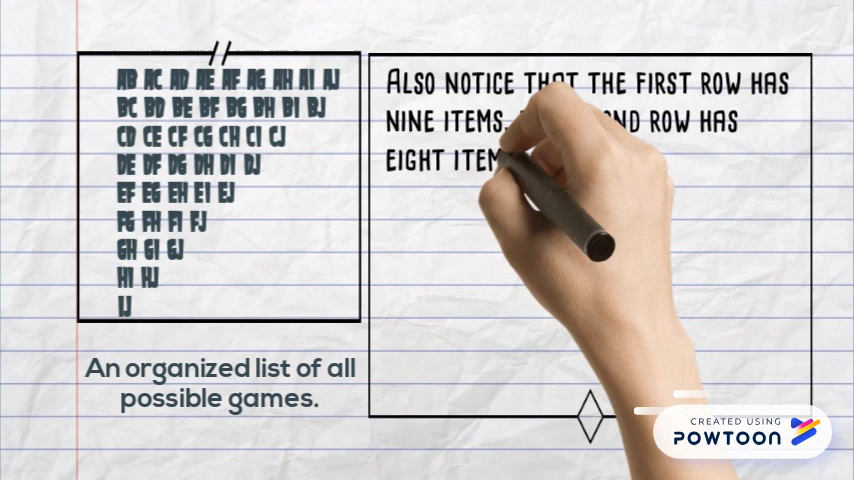 AB AC AD AE AF AG AH AI AJ
BC BD BE BF BG BH BI BJ
CD CE CF CG CH CI CJ
DE DF DG DH DI DJ
EF EG EH EI EJ
FG FH FI FJ
GH GI GJ
HI HJ
IJ
An organized list of all
possible games.
ALSO NOTICE THAT THE FIRST ROW HAS
NINE ITEMS. ROW HAS
EIGHT
CREATED USING
POWTOON